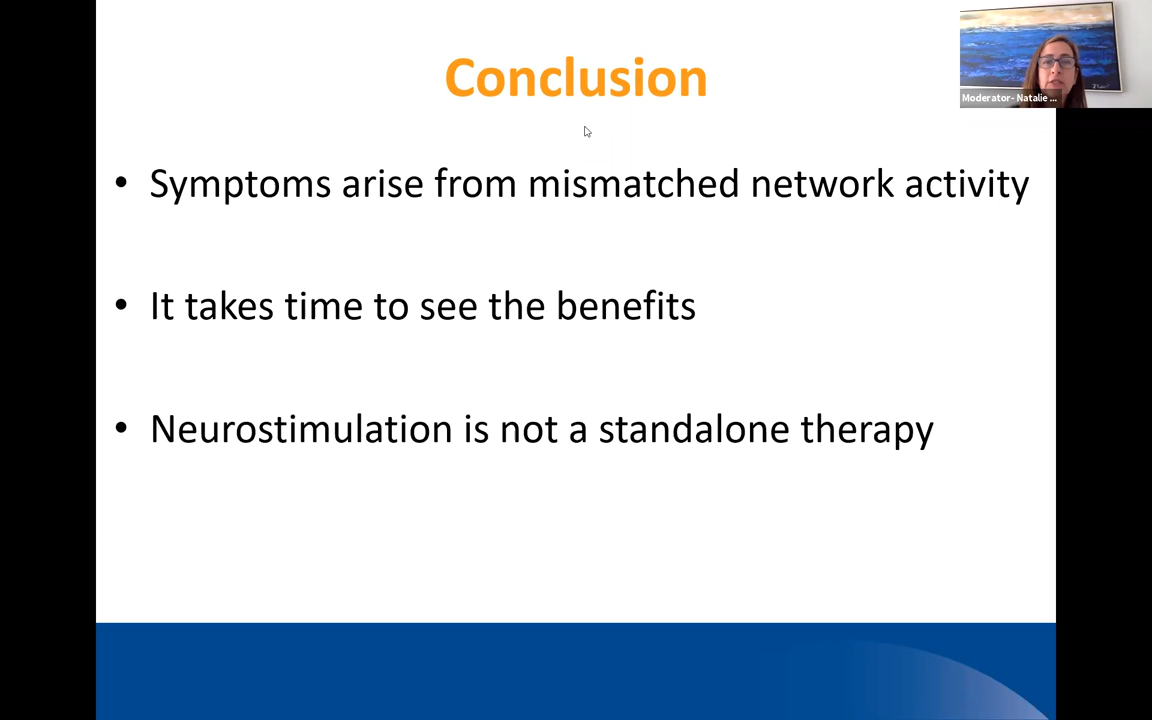 Conclusion
Moderator- Natalie ...
• Symptoms arise from mismatched network activity
• It takes time to see the benefits
• Neurostimulation is not a standalone therapy